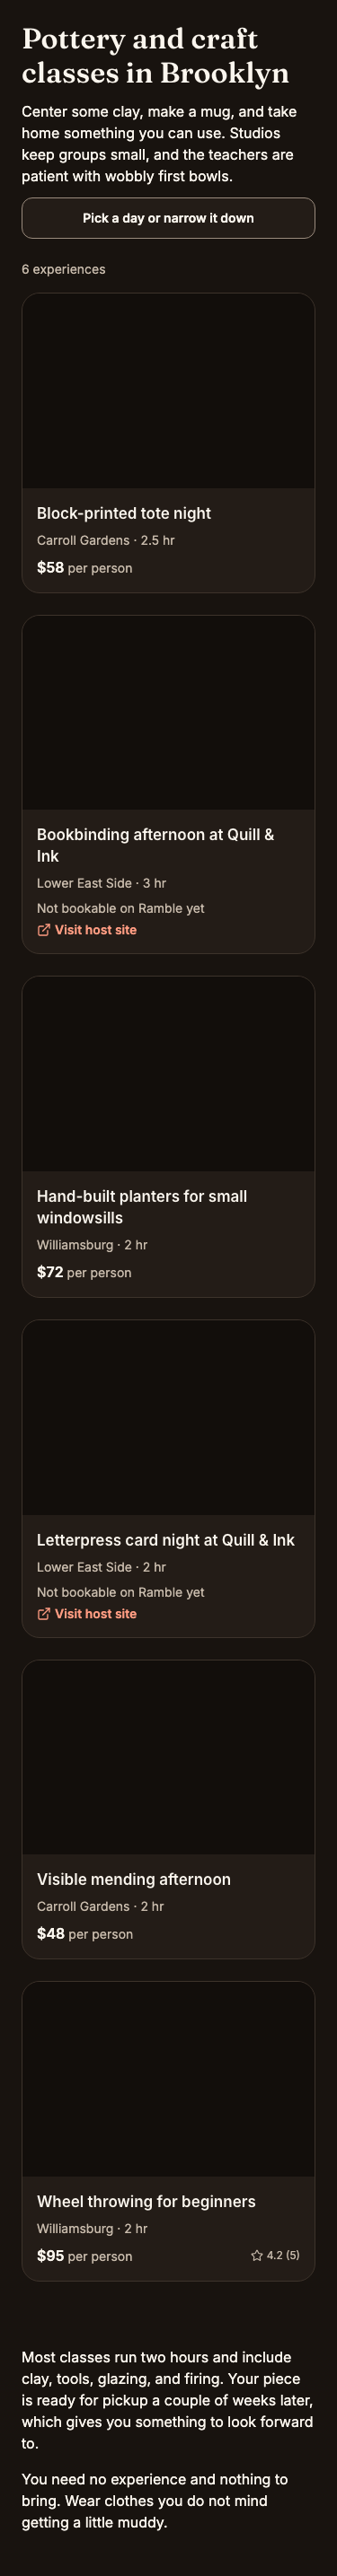 Pottery and craft
classes in Brooklyn
Center some clay, make a mug, and take
home something you can use. Studios
keep groups small, and the teachers are
patient with wobbly first bowls.
Pick a day or narrow it down
6 experiences
Block-printed tote night
Carroll Gardens · 2.5 hr
$58 per person
Bookbinding afternoon at Quill &
Ink
Lower East Side · 3 hr
Not bookable on Ramble yet
Visit host site
Hand-built planters for small
windowsills
Williamsburg · 2 hr
$72 per person
Letterpress card night at Quill & Ink
Lower East Side · 2 hr
Not bookable on Ramble yet
Visit host site
Visible mending afternoon
Carroll Gardens · 2 hr
$48 per person
Wheel throwing for beginners
Williamsburg · 2 hr
$95 per person 4.2 (5)
Most classes run two hours and include
clay, tools, glazing, and firing. Your piece
is ready for pickup a couple of weeks later,
which gives you something to look forward
to.
You need no experience and nothing to
bring. Wear clothes you do not mind
getting a little muddy.